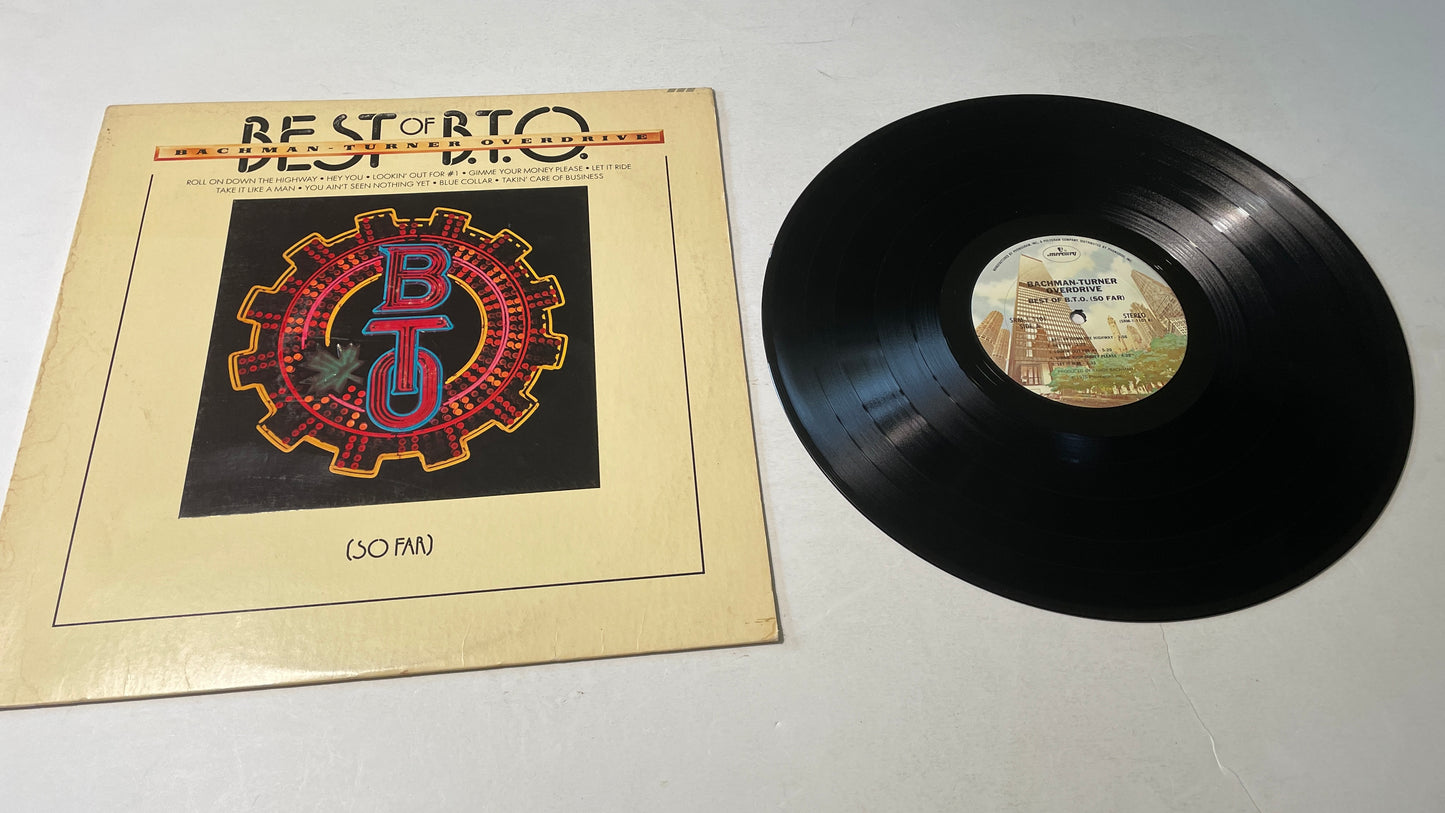 BEST OF B.T.O.
BACHMAN-TURNER OVERDRIVE
ROLL ON DOWN THE HIGHWAY • HEY YOU • LOOKIN' OUT FOR #1 • GIMME YOUR MONEY PLEASE • LET IT RIDE
TAKE IT LIKE A MAN • YOU AIN'T SEEN NOTHING YET • BLUE COLLAR • TAKIN' CARE OF BUSINESS
B
T
O
(SO FAR)
mercury
BACHMAN-TURNER
OVERDRIVE
BEST OF B.T.O. (SO FAR)
STEREO
HIGHWAY
PLEASE